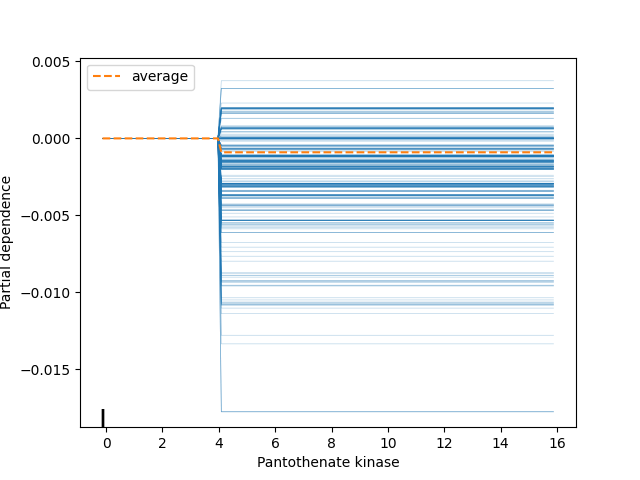 average
0.005
0.000
−0.005
−0.010
−0.015
Partial dependence
0 2 4 6 8 10 12 14 16
Pantothenate kinase